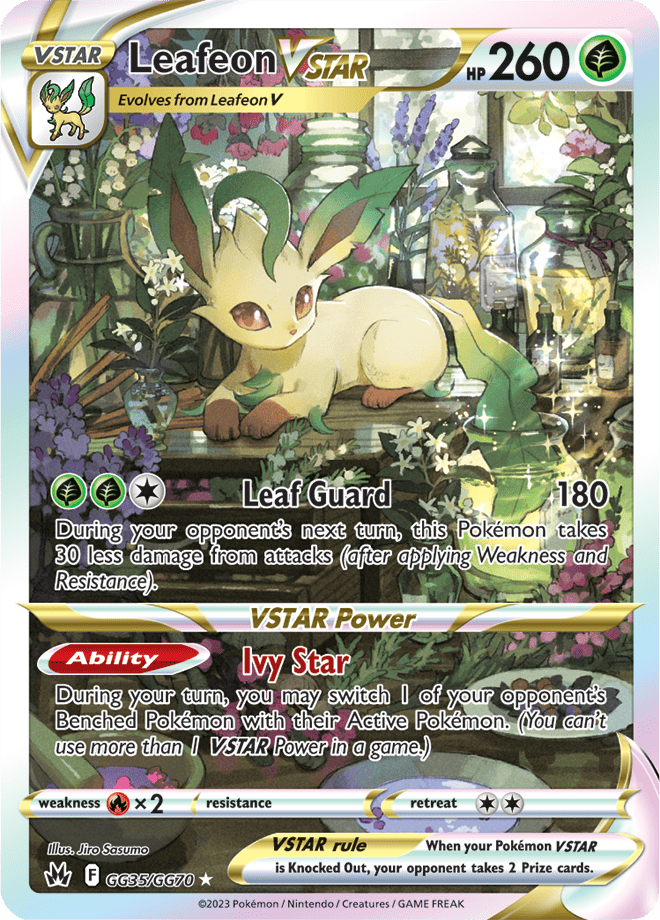 VSTAR
Leafeon VSTAR
HP 260
Evolves from Leafeon V
Leaf Guard 180
During your opponent's next turn, this Pokémon takes
30 less damage from attacks (after applying Weakness and
Resistance).
VSTAR Power
Ability Ivy Star
During your turn, you may switch 1 of your opponent's
Benched Pokémon with their Active Pokémon. (You can't
use more than 1 VSTAR Power in a game.)
weakness ×2 resistance retreat
Illus. Jiro Sasumo
VSTAR rule When your Pokémon VSTAR
is Knocked Out, your opponent takes 2 Prize cards.
F GG35/GG70
©2023 Pokémon / Nintendo / Creatures / GAME FREAK